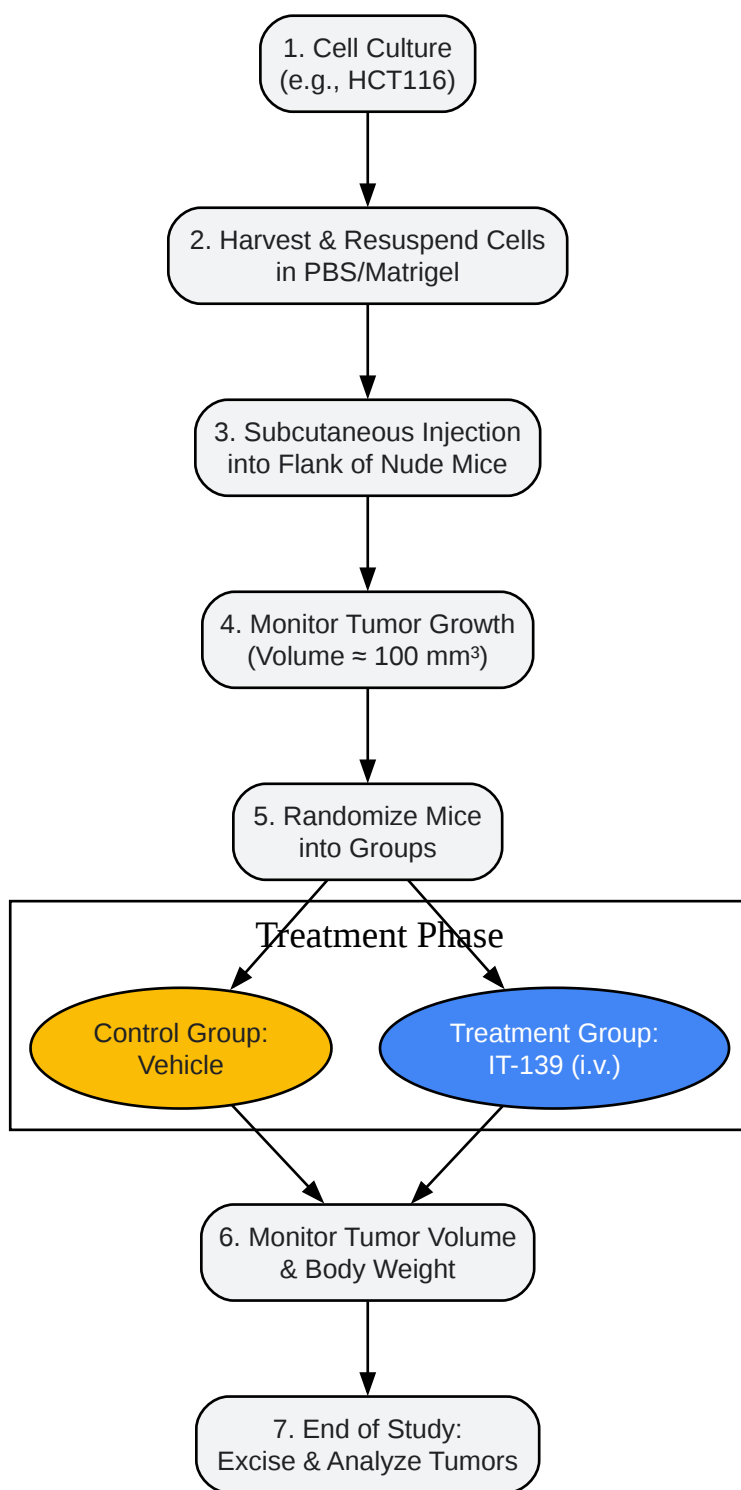 1. Cell Culture
(e.g., HCT116)
2. Harvest & Resuspend Cells
in PBS/Matrigel
3. Subcutaneous Injection
into Flank of Nude Mice
4. Monitor Tumor Growth
(Volume ≈ 100 mm³)
5. Randomize Mice
into Groups
Treatment Phase
Control Group:
Vehicle
Treatment Group:
IT-139 (i.v.)
6. Monitor Tumor Volume
& Body Weight
7. End of Study:
Excise & Analyze Tumors